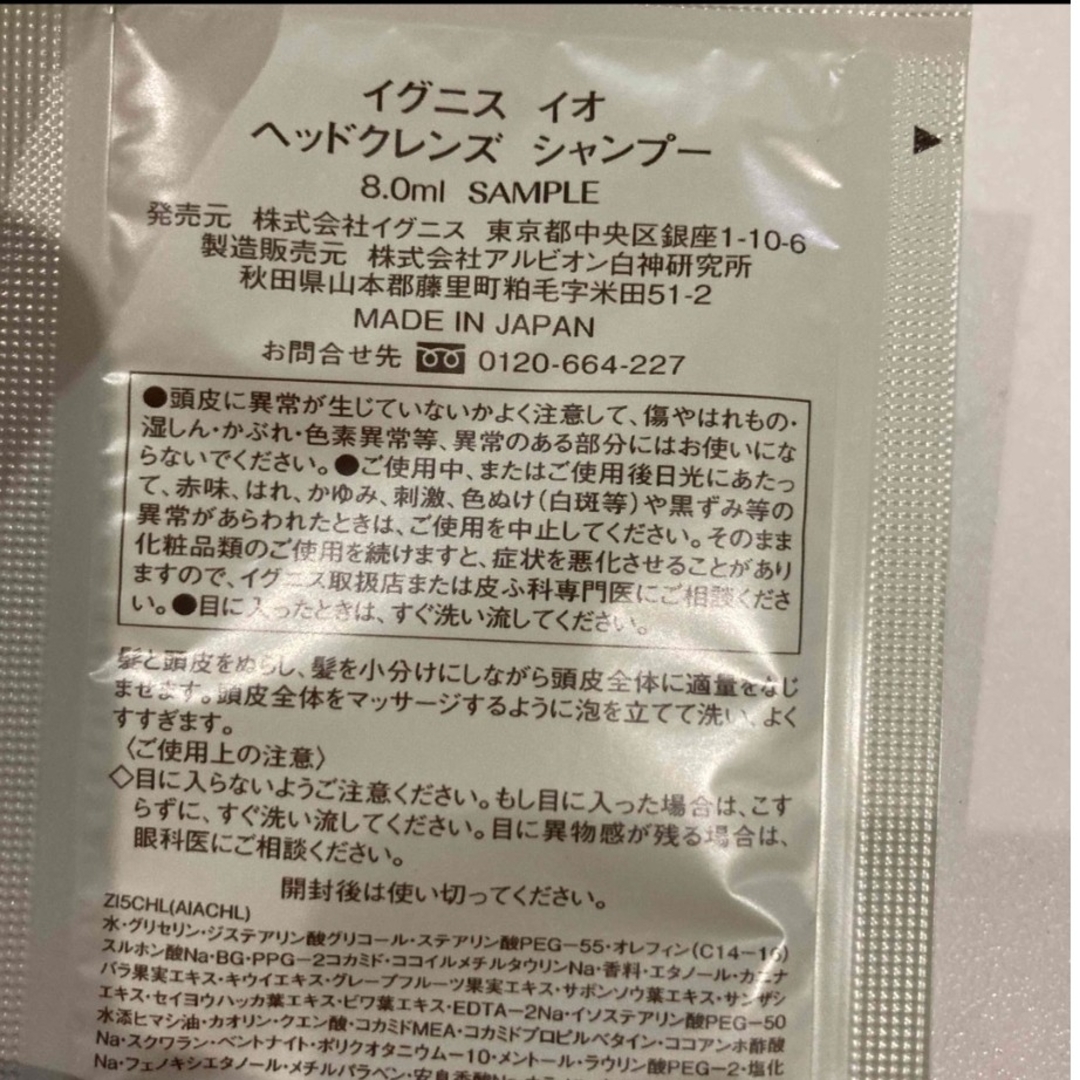 イグニス イオ
ヘッドクレンズ シャンプー
8.0ml SAMPLE
発売元 株式会社イグニス 東京都中央区銀座1-10-6
製造販売元 株式会社アルビオン白神研究所
秋田県山本郡藤里町粕毛字米田51-2
MADE IN JAPAN
お問合せ先 0120-664-227
●頭皮に異常が生じていないかよく注意して、傷やはれもの・
湿しん・かぶれ・色素異常等、異常のある部分にはお使いにな
らないでください。●ご使用中、またはご使用後日光にあたっ
て、赤味、はれ、かゆみ、刺激、色ぬけ(白斑等)や黒ずみ等の
異常があらわれたときは、ご使用を中止してください。そのまま
化粧品類のご使用を続けますと、症状を悪化させることがあり
ますので、イグニス取扱店または皮ふ科専門医にご相談くださ
い。●目に入ったときは、すぐ洗い流してください。
髪と頭皮をぬらし、髪を小分けにしながら頭皮全体に適量をなじ
ませます。頭皮全体をマッサージするように泡を立てて洗い、よく
すすぎます。
〈ご使用上の注意〉
◇目に入らないようご注意ください。もし目に入った場合は、こす
らずに、すぐ洗い流してください。目に異物感が残る場合は、
眼科医にご相談ください。
開封後は使い切ってください。
ZI5CHL(AIACHL)
水・グリセリン・ジステアリン酸グリコール・ステアリン酸PEG-55・オレフィン(C14-16)
スルホン酸Na・BG・PPG-2コカミド・ココイルメチルタウリンNa・香料・エタノール・カニナ
バラ果実エキス・キウイエキス・グレープフルーツ果実エキス・サボンソウ葉エキス・サンザシ
エキス・セイヨウハッカ葉エキス・ビワ葉エキス・EDTA-2Na・イソステアリン酸PEG-50
水添ヒマシ油・カオリン・クエン酸・コカミドMEA・コカミドプロピルベタイン・ココアンホ酢酸
Na・スクワラン・ベントナイト・ポリクオタニウム-10・メントール・ラウリン酸PEG-2・塩化
Na・フェノキシエタノール・メチルパラベン・安息香酸Na